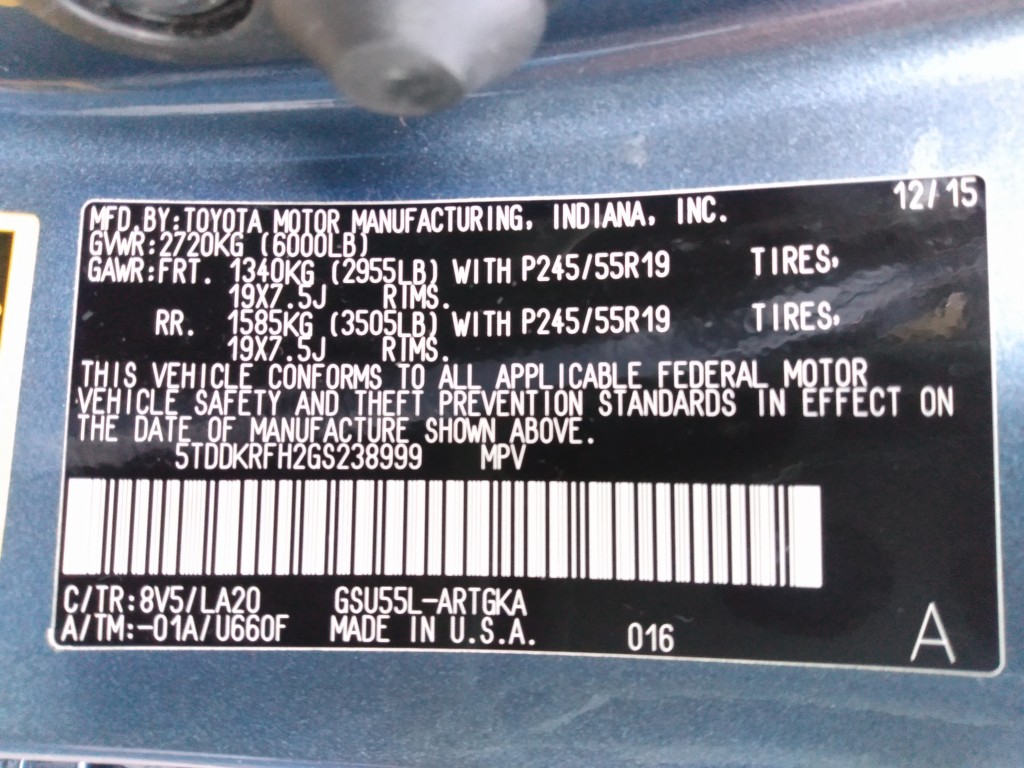 12/15
MFD.BY:TOYOTA MOTOR MANUFACTURING, INDIANA, INC.
GVWR:2720KG (6000LB)
GAWR:FRT. 1340KG (2955LB) WITH P245/55R19 TIRES,
19X7.5J RIMS.
RR. 1585KG (3505LB) WITH P245/55R19 TIRES,
19X7.5J RIMS.
THIS VEHICLE CONFORMS TO ALL APPLICABLE FEDERAL MOTOR
VEHICLE SAFETY AND THEFT PREVENTION STANDARDS IN EFFECT ON
THE DATE OF MANUFACTURE SHOWN ABOVE.
5TDDKRFH2GS238999 MPV
C/TR:8V5/LA20 GSU55L-ARTGKA
A/TM:-01A/U660F MADE IN U.S.A. 016 A